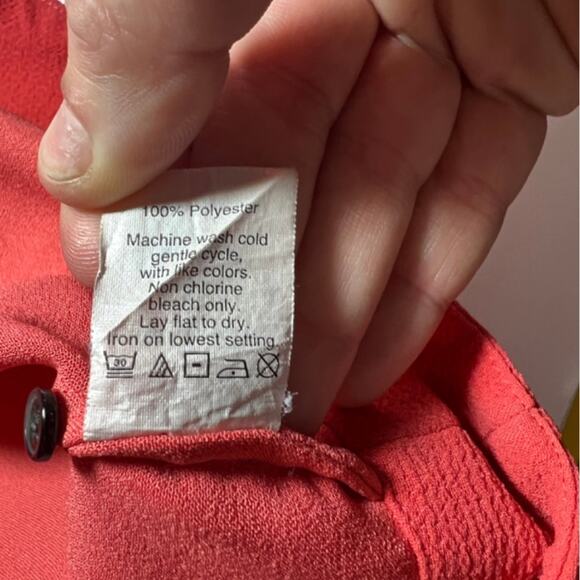 100% Polyester
Machine wash cold
gentle cycle,
with like colors.
Non chlorine
bleach only.
Lay flat to dry.
Iron on lowest setting.
30